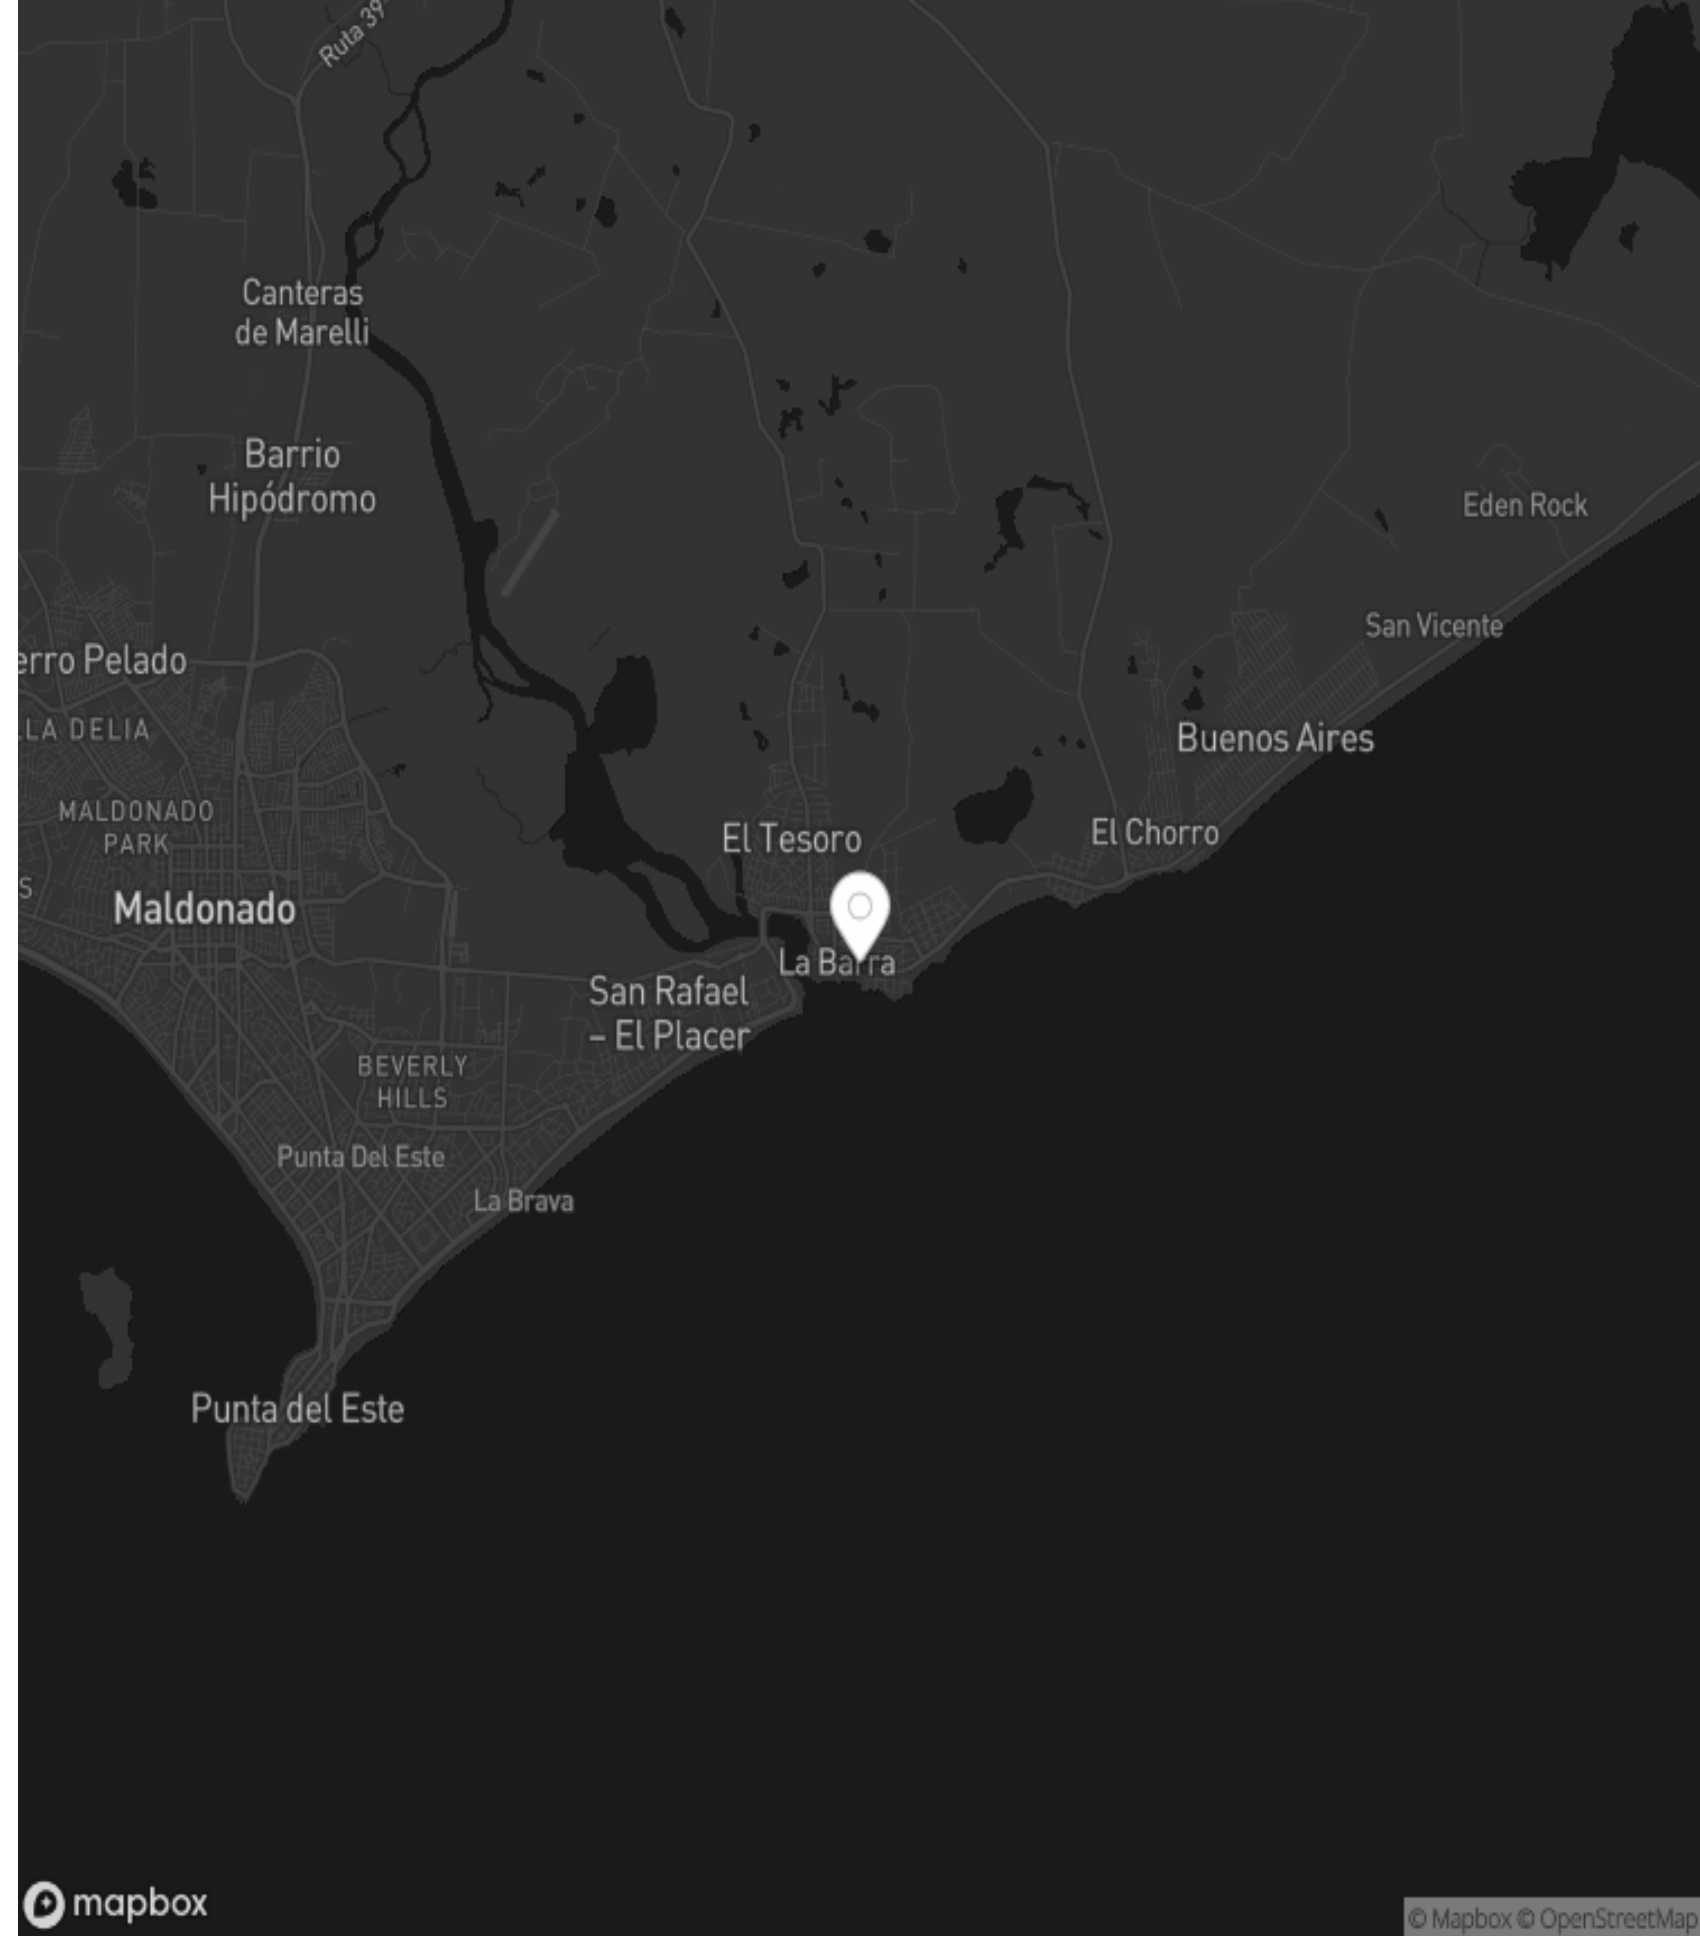 Ruta 39
Canteras
de Marelli
Barrio
Hipódromo
Eden Rock
San Vicente
erro Pelado
LLA DELIA
Buenos Aires
MALDONADO
PARK
El Tesoro
El Chorro
S
Maldonado
La Barra
San Rafael
– El Placer
BEVERLY
HILLS
Punta Del Este
La Brava
Punta del Este
mapbox
© Mapbox © OpenStreetMap